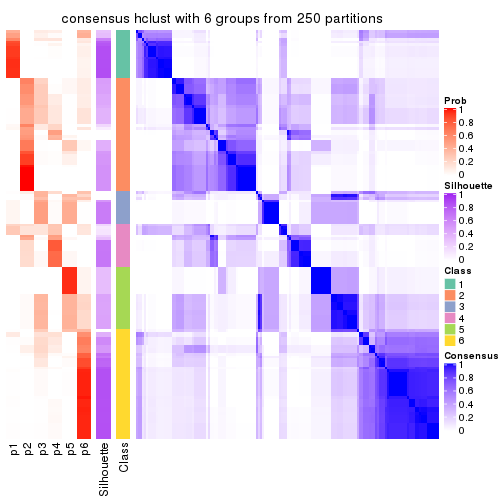 consensus hclust with 6 groups from 250 partitions
Prob
1
0.8
0.6
0.4
0.2
0
Silhouette
1
0.8
0.6
0.4
0.2
0
Class
1
2
3
4
5
6
Consensus
1
0.8
0.6
0.4
0.2
0
p1
p2
p3
p4
p5
p6
Silhouette
Class